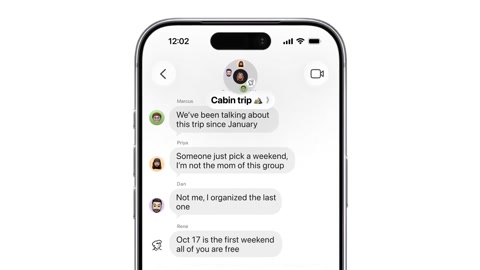 12:02
Cabin trip 🏕️ 〉
Marcus
We've been talking about
this trip since January
Priya
Someone just pick a weekend,
I'm not the mom of this group
Dan
Not me, I organized the last
one
Rene
Oct 17 is the first weekend
all of you are free